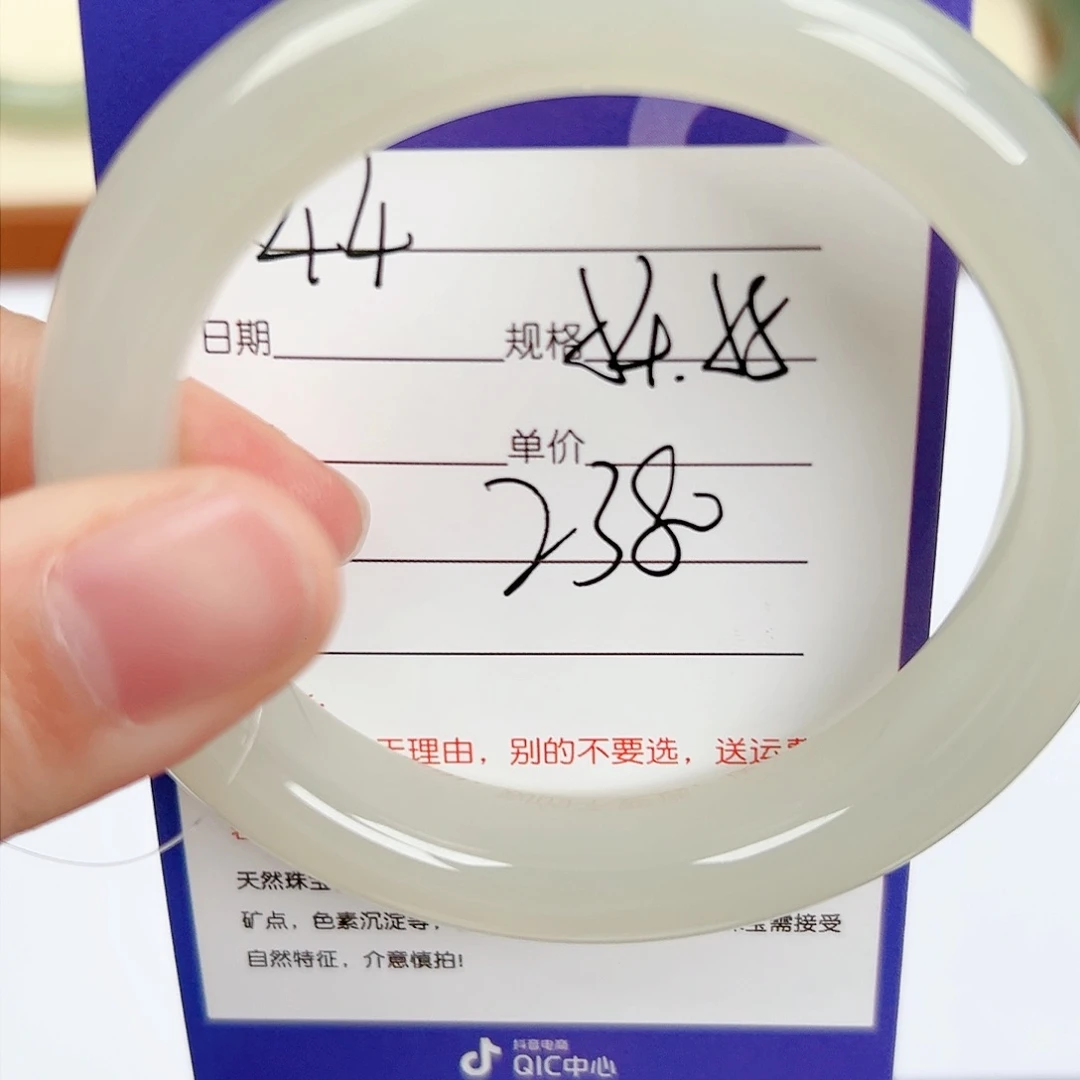 44
日期 规格 84.88
单价
238
理由，别的不要选，送运
天然珠宝
矿点，色素沉淀等， 需接受
自然特征，介意慎拍!
抖音电商
QIC中心